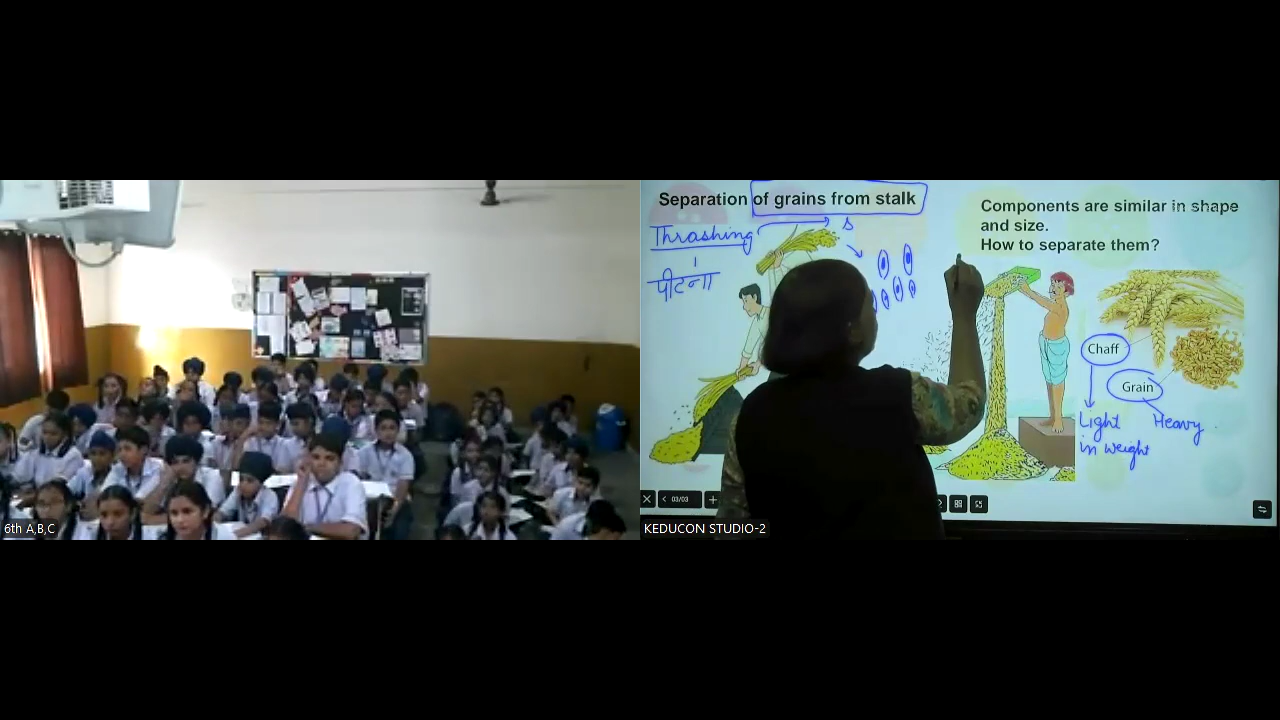 Separation of grains from stalk
Thrashing
पीटना
Components are similar in shape
and size.
How to separate them?
Chaff
Grain
Light
in weight
Heavy
03/03
6th A,B,C
KEDUCON STUDIO-2